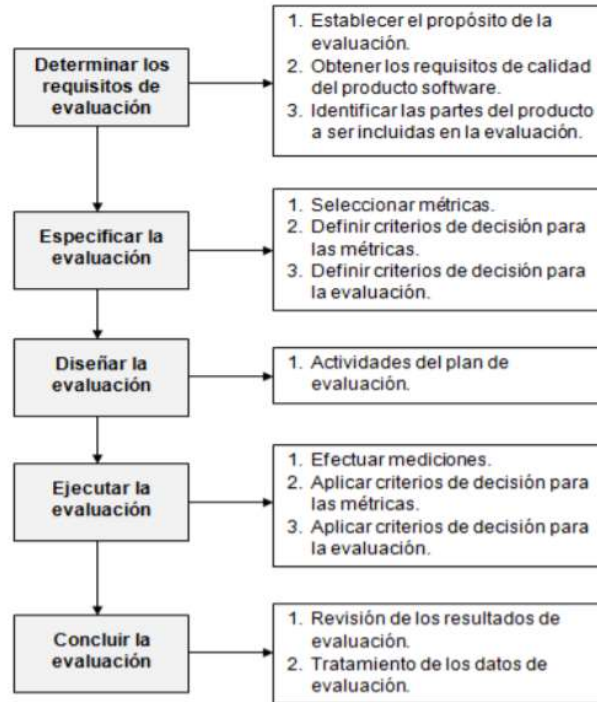 Determinar los
requisitos de
evaluación
1. Establecer el propósito de la
evaluación.
2. Obtener los requisitos de calidad
del producto software.
3. Identificar las partes del producto
a ser incluidas en la evaluación.
Especificar la
evaluación
1. Seleccionar métricas.
2. Definir criterios de decisión para
las métricas.
3. Definir criterios de decisión para
la evaluación.
Diseñar la
evaluación
1. Actividades del plan de
evaluación.
Ejecutar la
evaluación
1. Efectuar mediciones.
2. Aplicar criterios de decisión para
las métricas.
3. Aplicar criterios de decisión para
la evaluación.
Concluir la
evaluación
1. Revisión de los resultados de
evaluación.
2. Tratamiento de los datos de
evaluación.